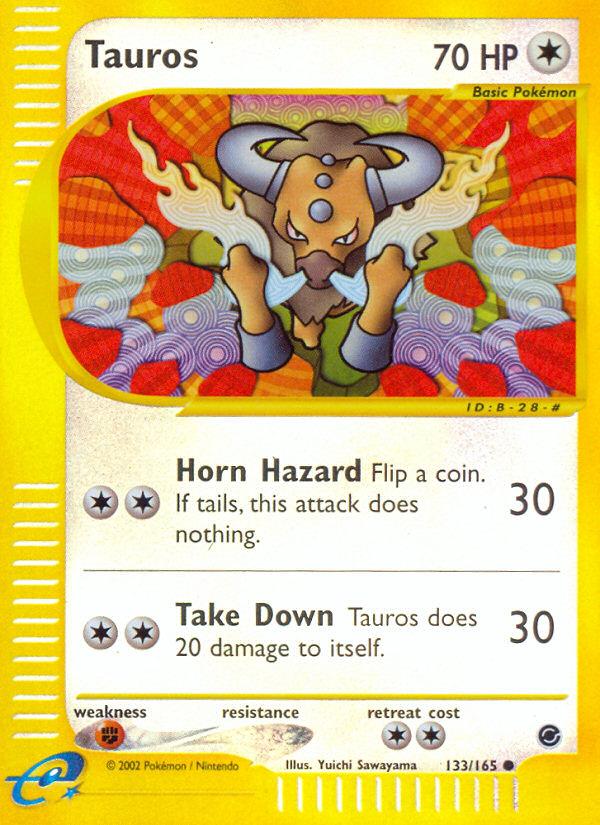 Tauros 70 HP
Basic Pokémon
ID:B-28-#
Horn Hazard Flip a coin.
If tails, this attack does
nothing.
30
Take Down Tauros does
20 damage to itself.
30
weakness resistance retreat cost
© 2002 Pokémon / Nintendo Illus. Yuichi Sawayama 133/165
e